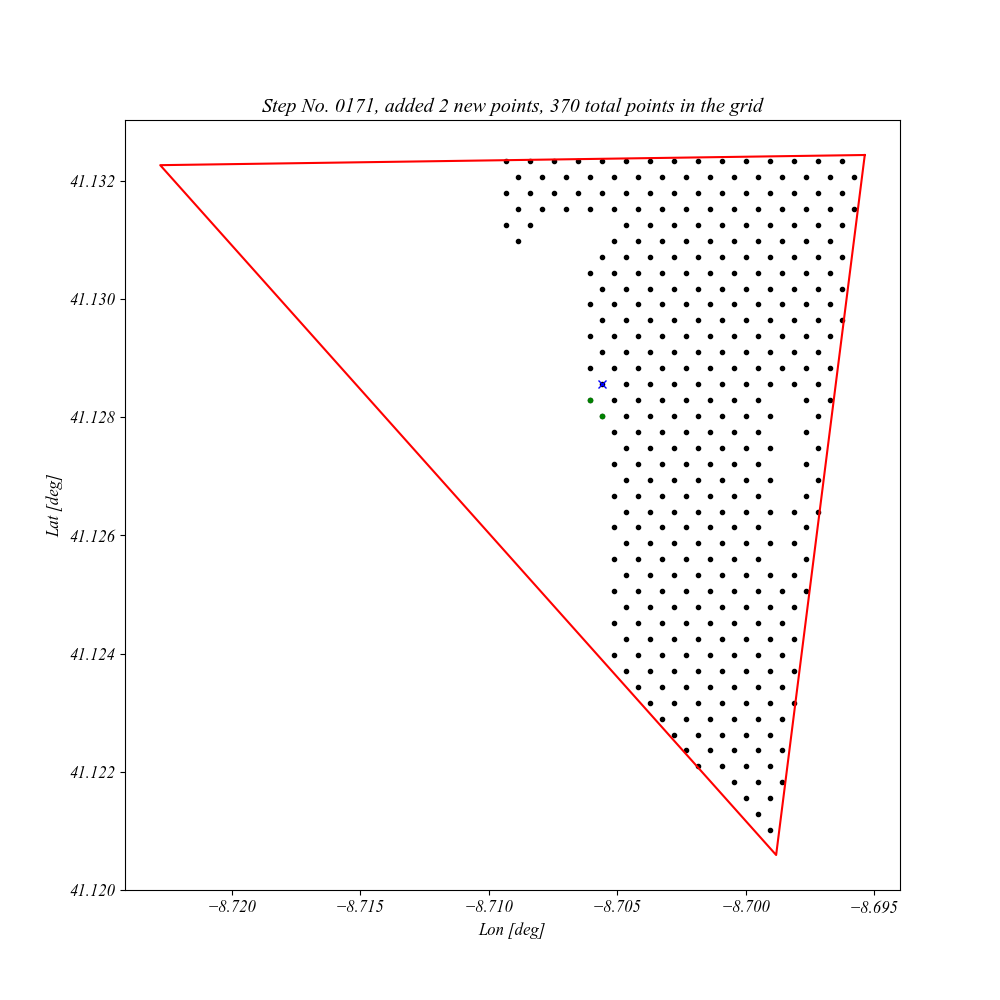 Step No. 0171, added 2 new points, 370 total points in the grid
41.132
41.130
41.128
41.126
41.124
41.122
41.120
Lat [deg]
−8.720 −8.715 −8.710 −8.705 −8.700 −8.695
Lon [deg]